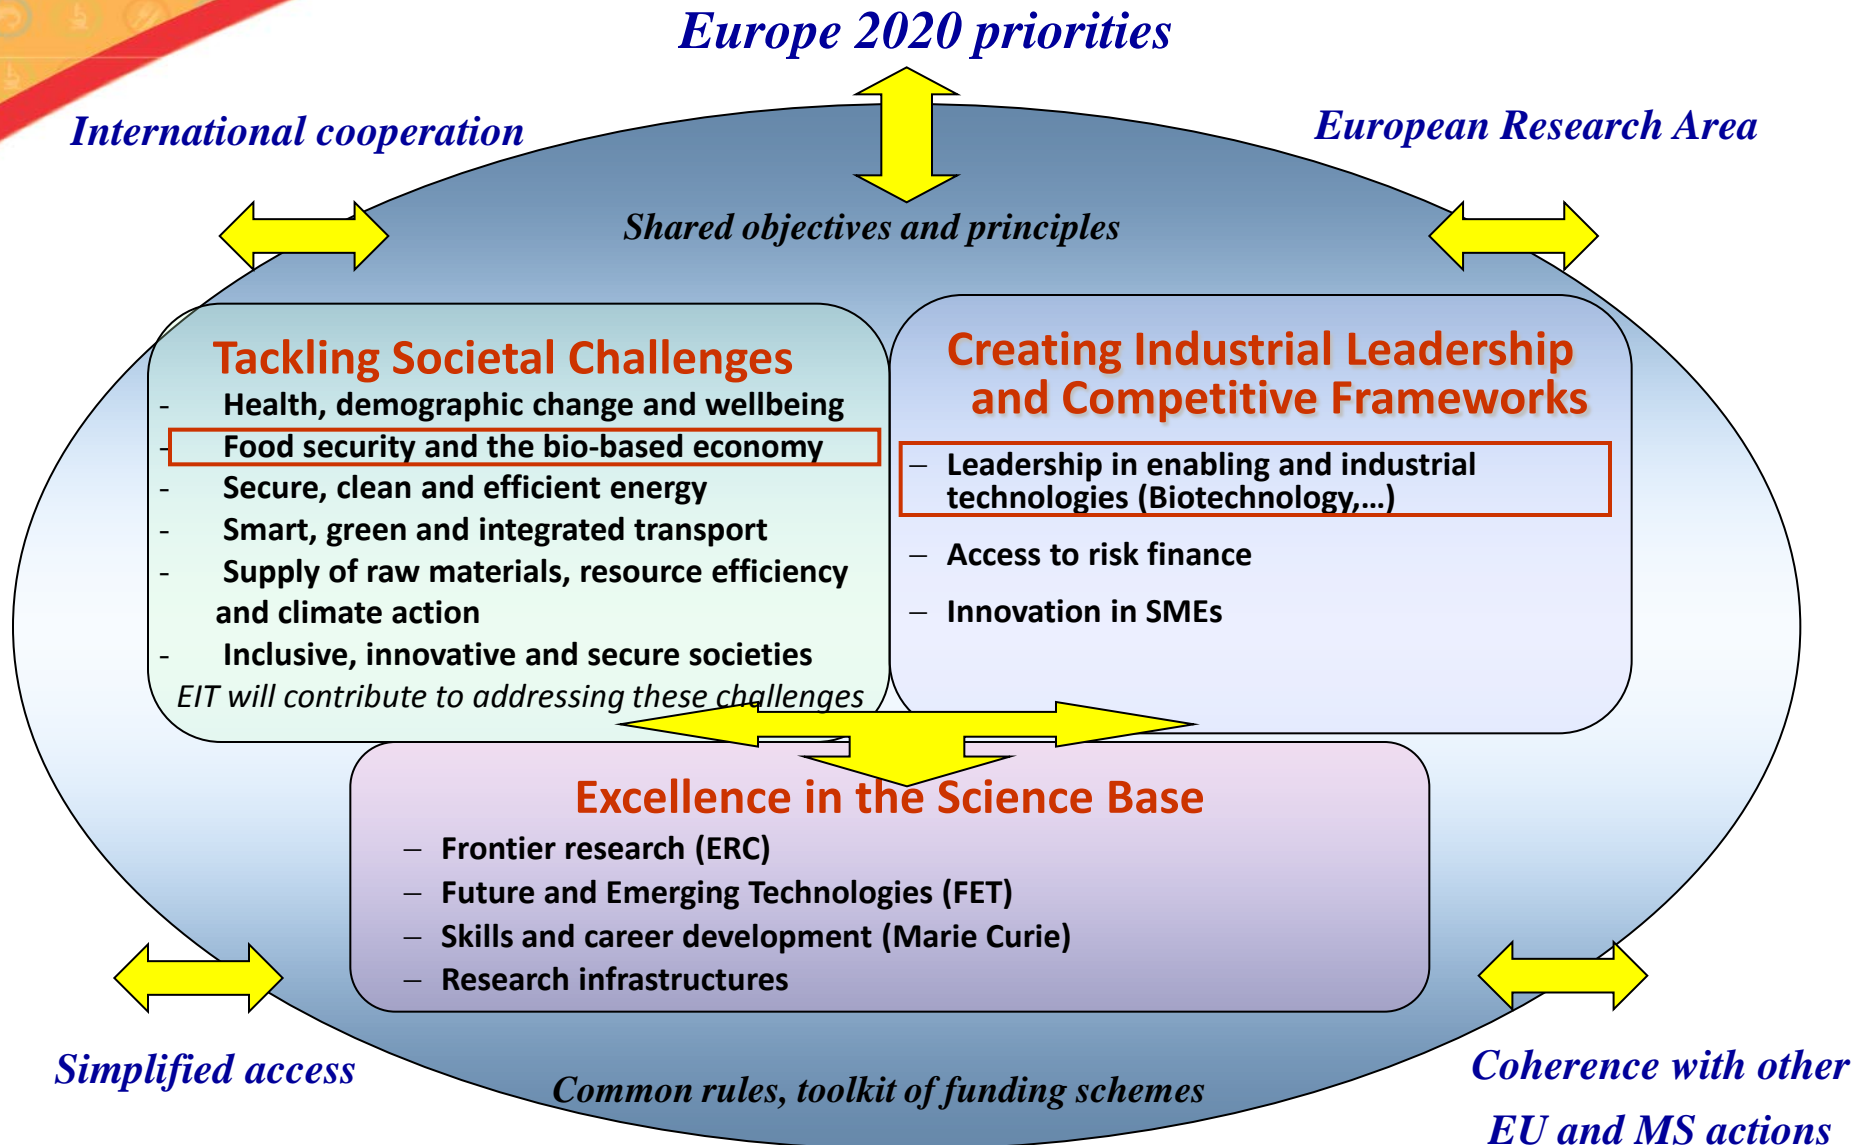 Europe 2020 priorities
International cooperation
European Research Area
Shared objectives and principles
Tackling Societal Challenges
- Health, demographic change and wellbeing
- Food security and the bio-based economy
- Secure, clean and efficient energy
- Smart, green and integrated transport
- Supply of raw materials, resource efficiency
and climate action
- Inclusive, innovative and secure societies
EIT will contribute to addressing these challenges
Creating Industrial Leadership
and Competitive Frameworks
– Leadership in enabling and industrial
technologies (Biotechnology,...)
– Access to risk finance
– Innovation in SMEs
Excellence in the Science Base
– Frontier research (ERC)
– Future and Emerging Technologies (FET)
– Skills and career development (Marie Curie)
– Research infrastructures
Simplified access
Common rules, toolkit of funding schemes
Coherence with other
EU and MS actions